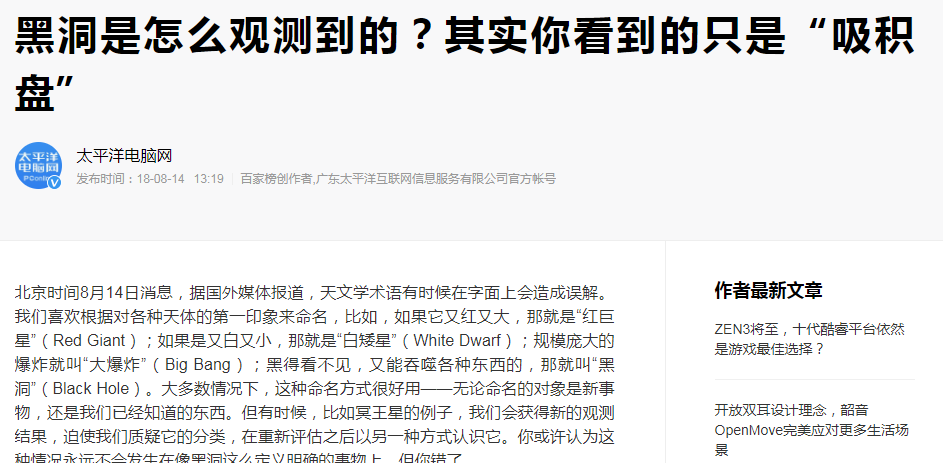 黑洞是怎么观测到的？其实你看到的只是“吸积
盘”
太平洋
电脑网
太平洋电脑网
发布时间：18-08-14 13:19 百家榜创作者,广东太平洋互联网信息服务有限公司官方帐号
北京时间8月14日消息，据国外媒体报道，天文学术语有时候在字面上会造成误解。
我们喜欢根据对各种天体的第一印象来命名，比如，如果它又红又大，那就是“红巨
星”（Red Giant）；如果是又白又小，那就是“白矮星”（White Dwarf）；规模庞大的
爆炸就叫“大爆炸”（Big Bang）；黑得看不见，又能吞噬各种东西的，那就叫“黑
洞”（Black Hole）。大多数情况下，这种命名方式很好用——无论命名的对象是新事
物，还是我们已经知道的东西。但有时候，比如冥王星的例子，我们会获得新的观测
结果，迫使我们质疑它的分类，在重新评估之后以另一种方式认识它。你或许认为这
种情况永远不会发生在像黑洞这么定义明确的事物上，但你错了
作者最新文章
ZEN3将至，十代酷睿平台依然
是游戏最佳选择？
开放双耳设计理念，韶音
OpenMove完美应对更多生活场
景